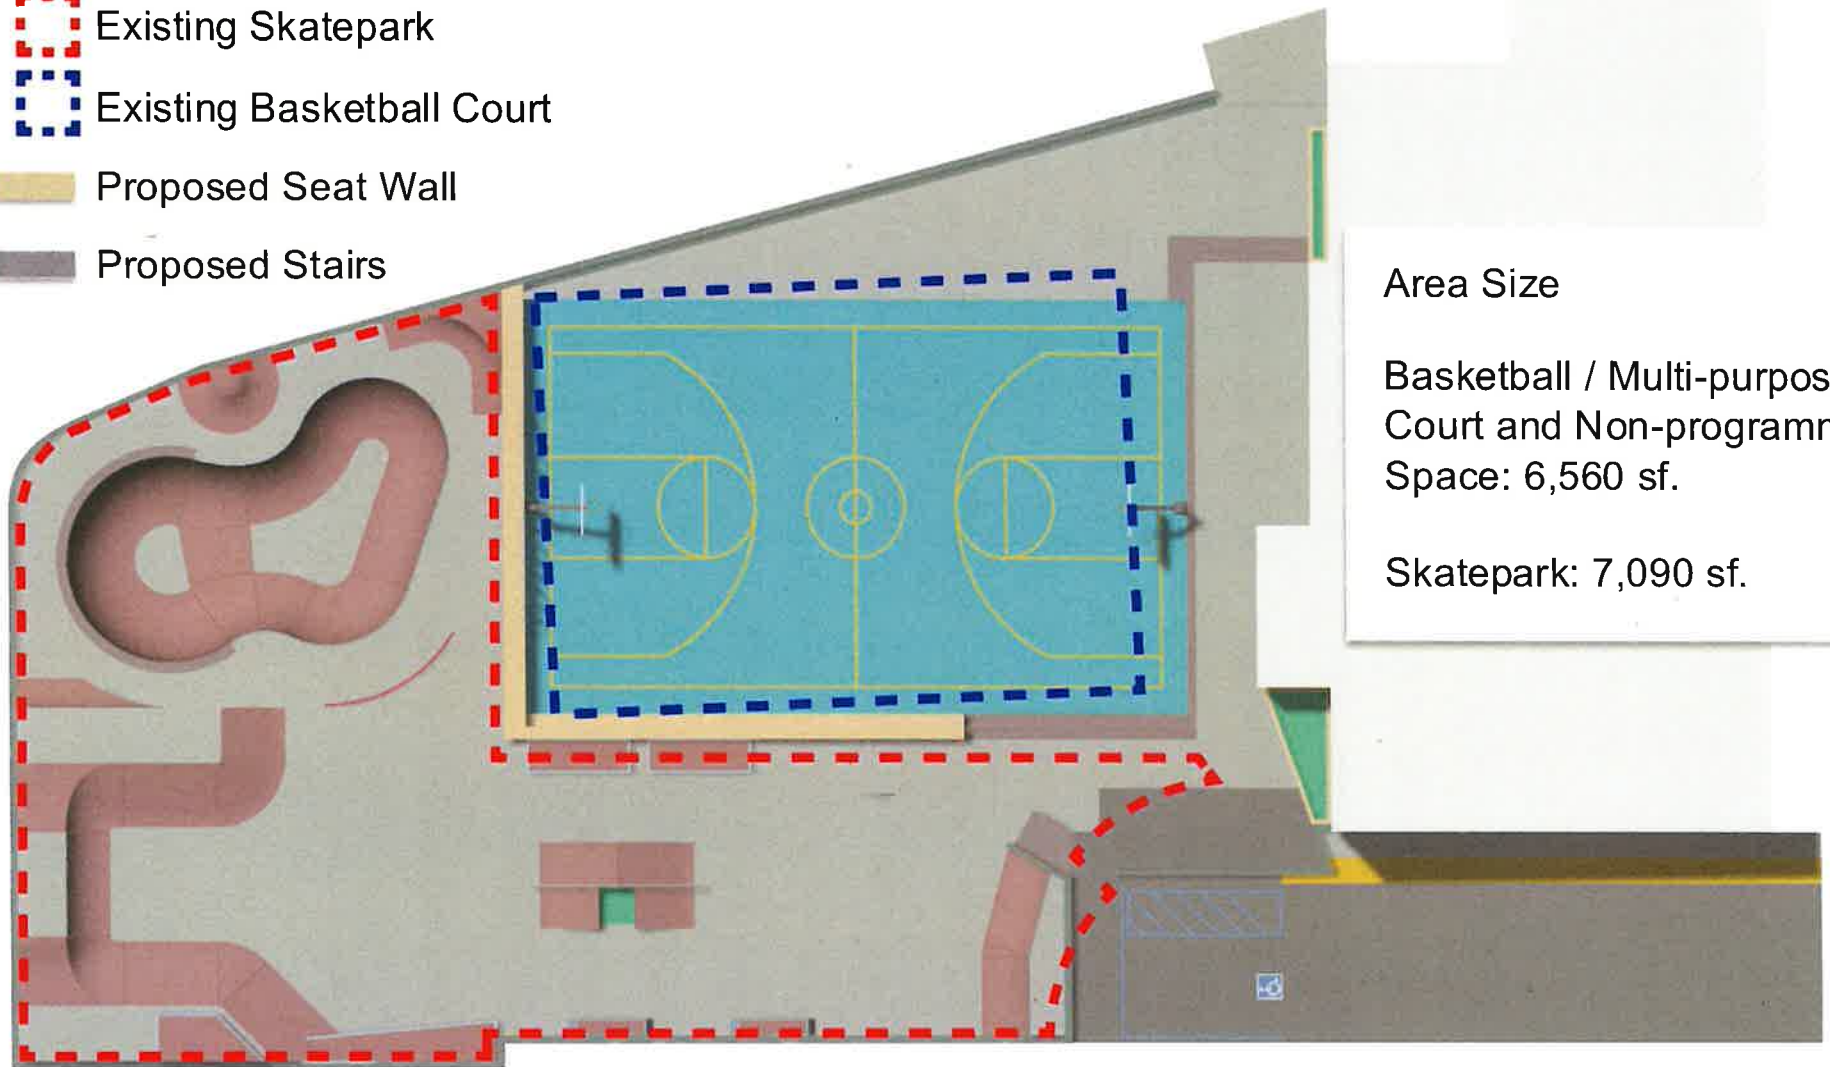 Existing Skatepark
Existing Basketball Court
Proposed Seat Wall
Proposed Stairs
Area Size
Basketball / Multi-purpos
Court and Non-programm
Space: 6,560 sf.
Skatepark: 7,090 sf.